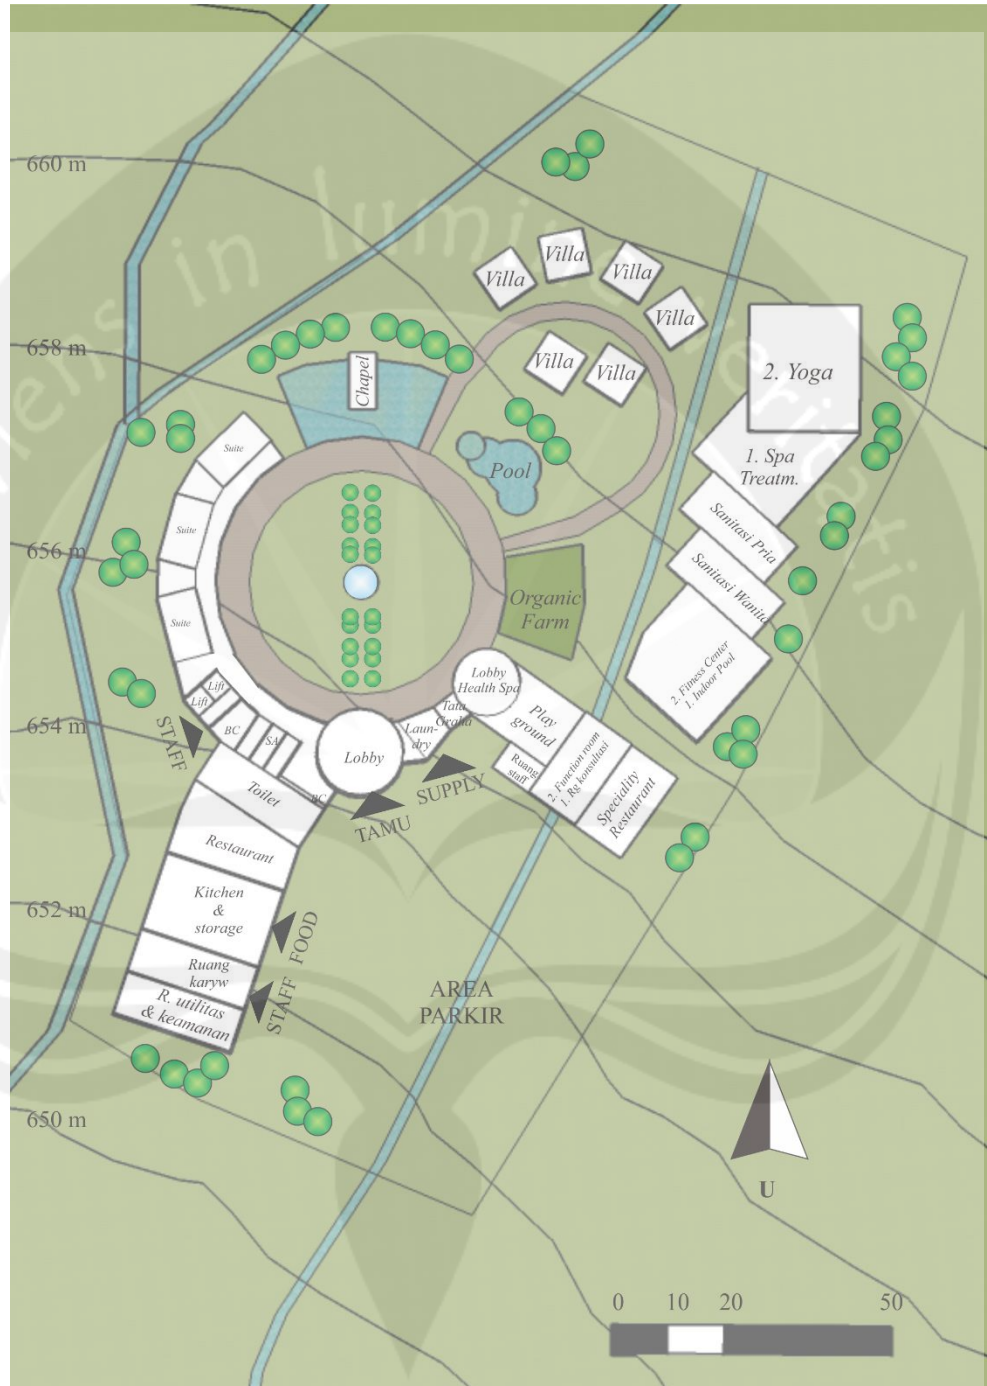 660 m
ens in lumine veritatis
Villa
Villa
Villa
Villa
Villa
Villa
658 m
Chapel
2. Yoga
1. Spa
Treatm.
Suite
Pool
Sanitasi Pria
Suite
656 m
Sanitasi Wanita
Organic
Farm
Suite
2. Fitness Center
1. Indoor Pool
Lobby
Health Spa
Lift
Lift
654 m
STAFF
BC
SA
Tata
Graha
Laun-
dry
Play
ground
Lobby
Ruang
staff
2. Function room
1. Rg konsultasi
Speciality
Restaurant
SUPPLY
BC
TAMU
Toilet
Restaurant
652 m
Kitchen
&
storage
FOOD
Ruang
karyw
STAFF
R. utilitas
& keamanan
AREA
PARKIR
650 m
U
0 10 20 50